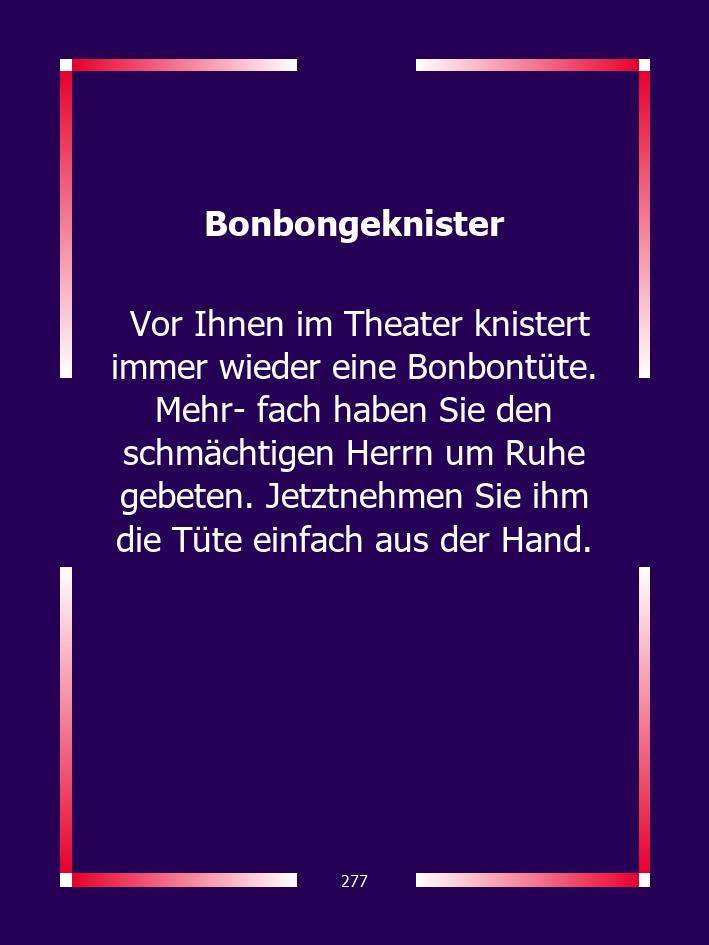 Bonbongeknister
Vor Ihnen im Theater knistert
immer wieder eine Bonbontüte.
Mehr- fach haben Sie den
schmächtigen Herrn um Ruhe
gebeten. Jetztnehmen Sie ihm
die Tüte einfach aus der Hand.
277